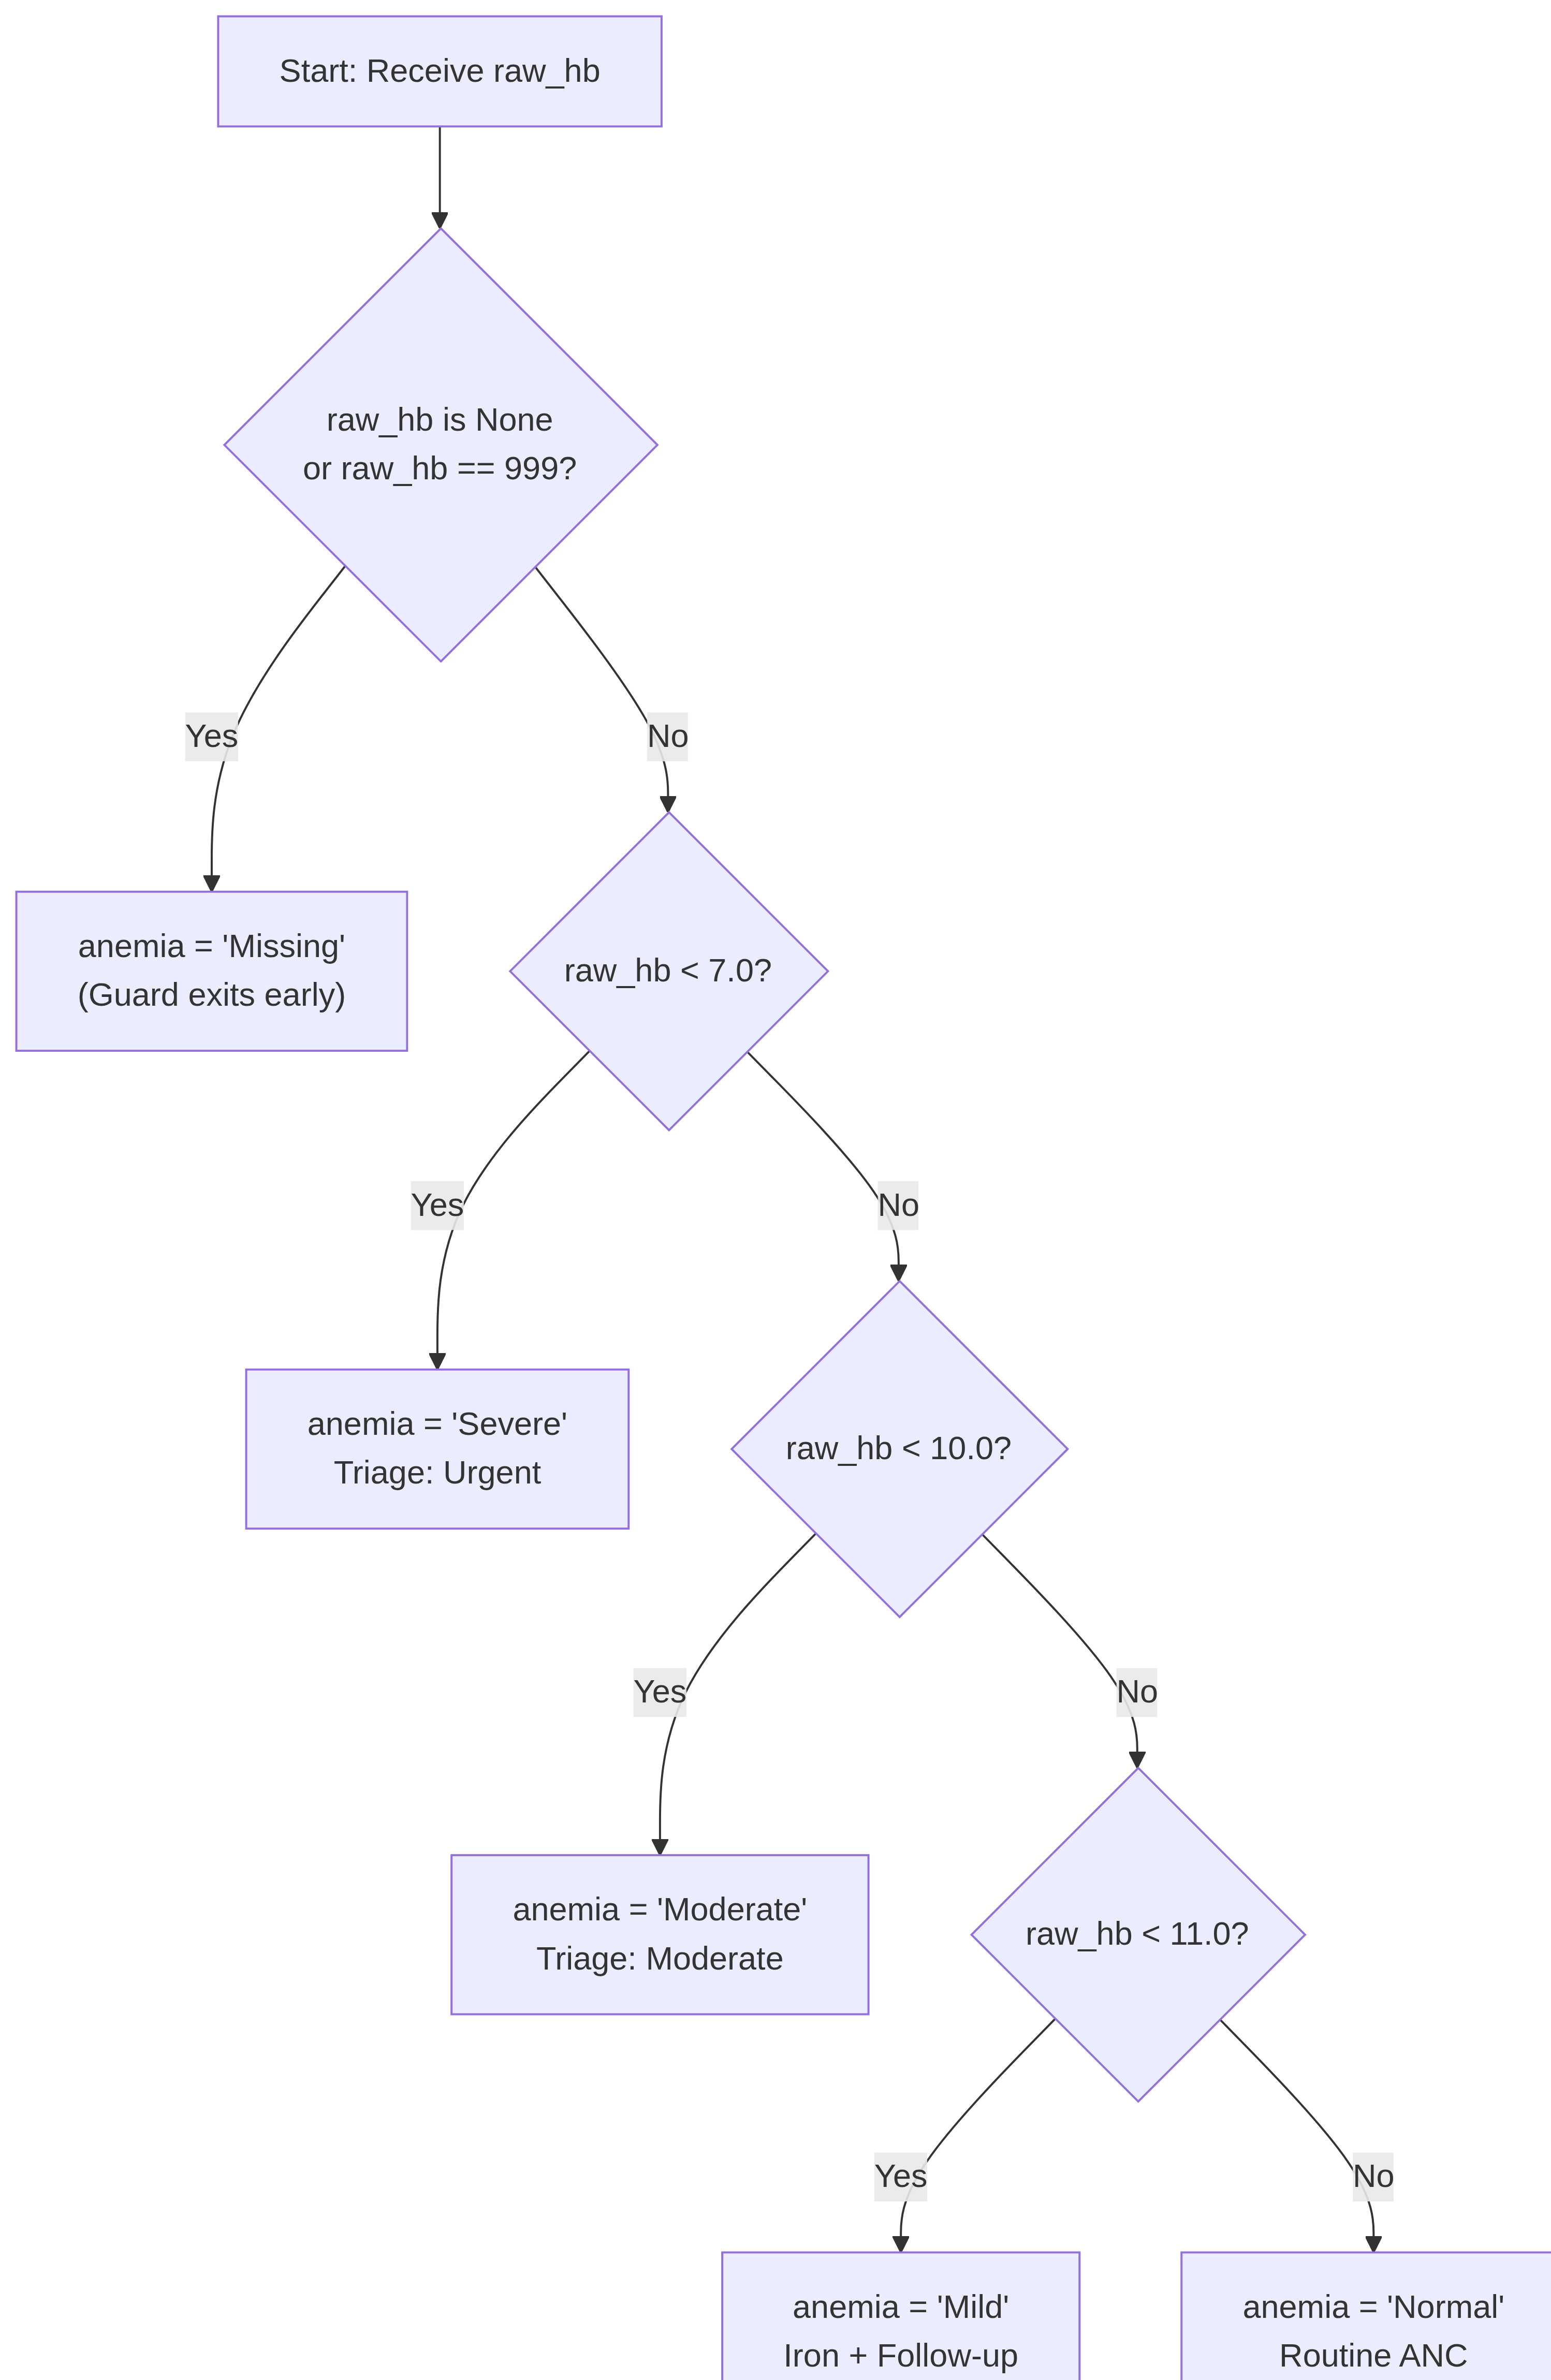 Start: Receive raw_hb
raw_hb is None
or raw_hb == 999?
Yes
No
anemia = 'Missing'
(Guard exits early)
raw_hb < 7.0?
Yes
No
anemia = 'Severe'
Triage: Urgent
raw_hb < 10.0?
Yes
No
anemia = 'Moderate'
Triage: Moderate
raw_hb < 11.0?
Yes
No
anemia = 'Mild'
Iron + Follow-up
anemia = 'Normal'
Routine ANC